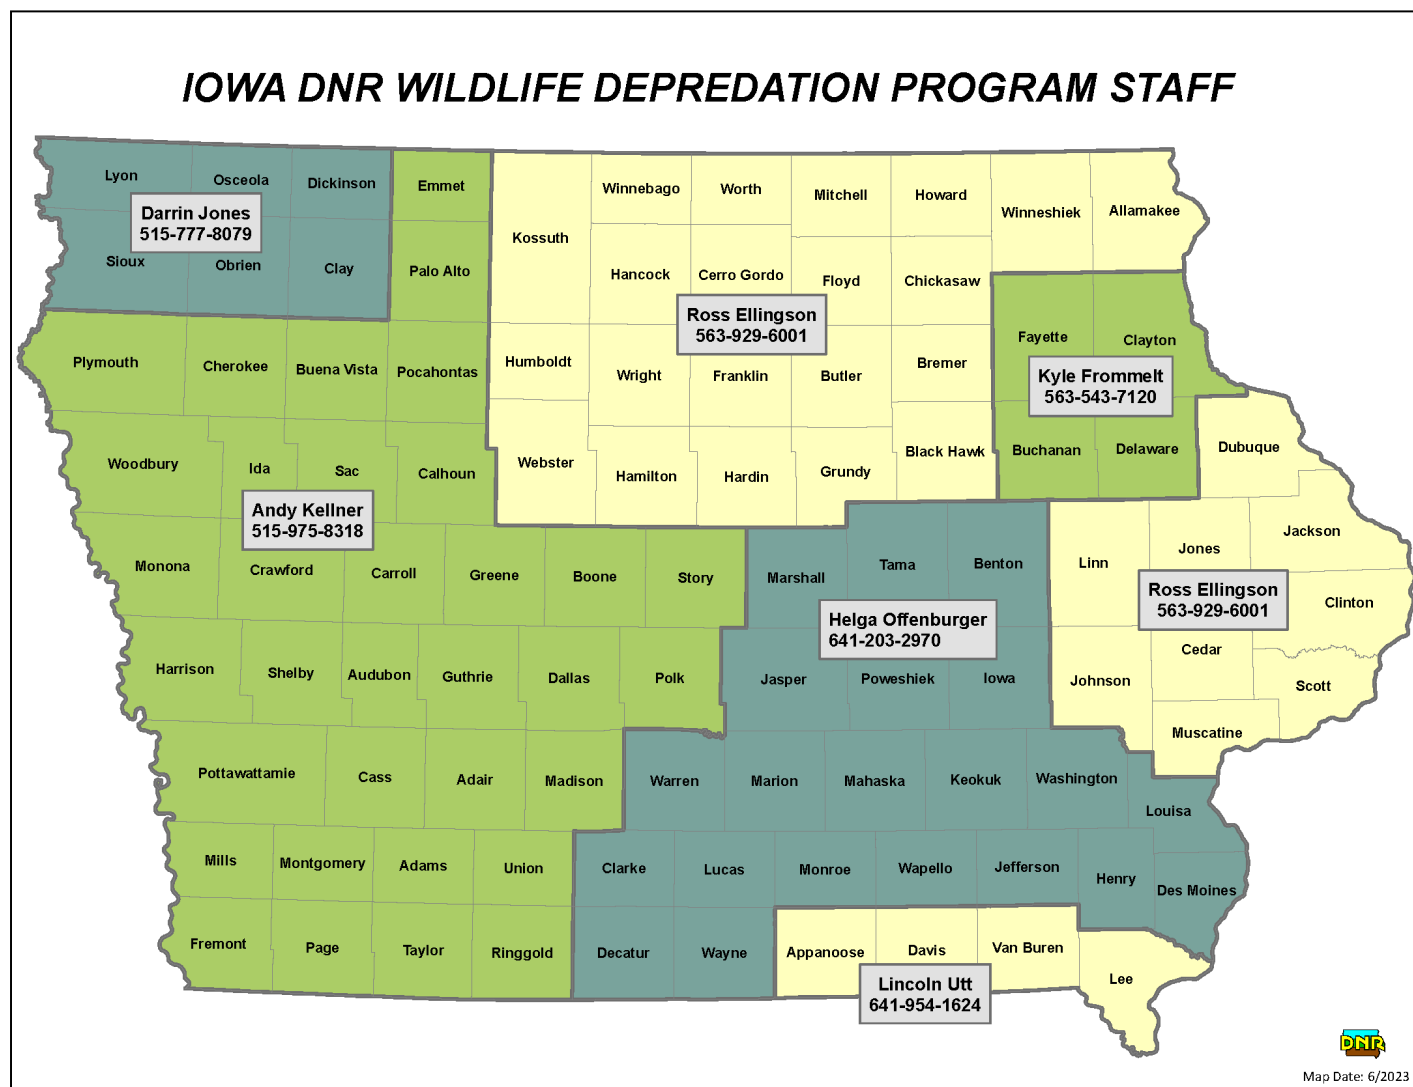 IOWA DNR WILDLIFE DEPREDATION PROGRAM STAFF
Lyon
Osceola
Dickinson
Emmet
Kossuth
Winnebago
Worth
Mitchell
Howard
Winneshiek
Allamakee
Darrin Jones
515-777-8079
Sioux
Obrien
Clay
Palo Alto
Hancock
Cerro Gordo
Floyd
Chickasaw
Ross Ellingson
563-929-6001
Fayette
Clayton
Plymouth
Cherokee
Buena Vista
Pocahontas
Humboldt
Wright
Franklin
Butler
Bremer
Kyle Frommelt
563-543-7120
Woodbury
Ida
Sac
Calhoun
Webster
Hamilton
Hardin
Grundy
Black Hawk
Buchanan
Delaware
Dubuque
Andy Kellner
515-975-8318
Monona
Crawford
Carroll
Greene
Boone
Story
Marshall
Tama
Benton
Linn
Jones
Jackson
Helga Offenburger
641-203-2970
Ross Ellingson
563-929-6001
Clinton
Harrison
Shelby
Audubon
Guthrie
Dallas
Polk
Jasper
Poweshiek
Iowa
Johnson
Cedar
Scott
Muscatine
Pottawattamie
Cass
Adair
Madison
Warren
Marion
Mahaska
Keokuk
Washington
Louisa
Mills
Montgomery
Adams
Union
Clarke
Lucas
Monroe
Wapello
Jefferson
Henry
Des Moines
Fremont
Page
Taylor
Ringgold
Decatur
Wayne
Appanoose
Davis
Van Buren
Lee
Lincoln Utt
641-954-1624
DNR
Map Date: 6/2023